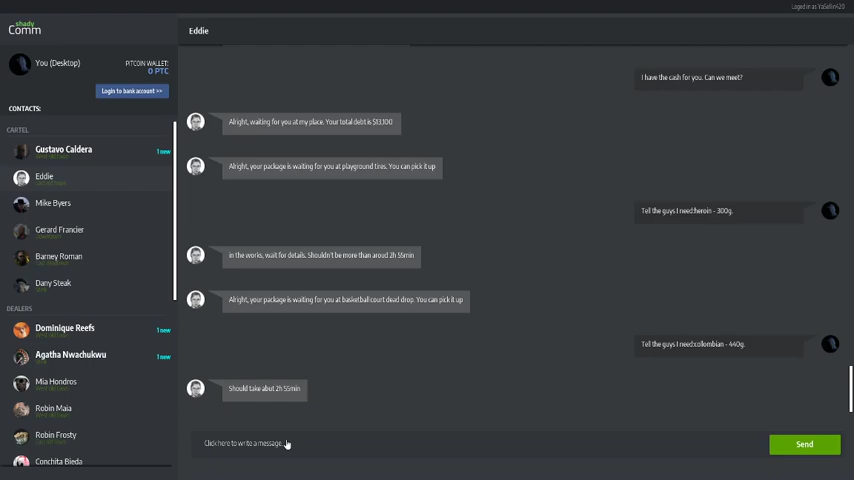 Logged in as YaSellin420
shady
Comm
Eddie
You (Desktop)
PITCOIN WALLET:
0 PTC
Login to bank account >>
CONTACTS:
CARTEL
Gustavo Caldera
1 new
Eddie
Mike Byers
Gerard Francier
Barney Roman
Dany Steak
DEALERS
Dominique Reefs
1 new
Agatha Nwachukwu
1 new
Mia Hondros
Robin Maia
Robin Frosty
Conchita Bieda
I have the cash for you. Can we meet?
Alright, waiting for you at my place. Your total debt is $13,100
Alright, your package is waiting for you at playground tires. You can pick it up
Tell the guys I need:heroin - 300g.
in the works, wait for details. Shouldn't be more than aroud 2h 55min
Alright, your package is waiting for you at basketball court dead drop. You can pick it up
Tell the guys I need:collombian - 440g.
Should take abut 2h 55min
Click here to write a message...
Send